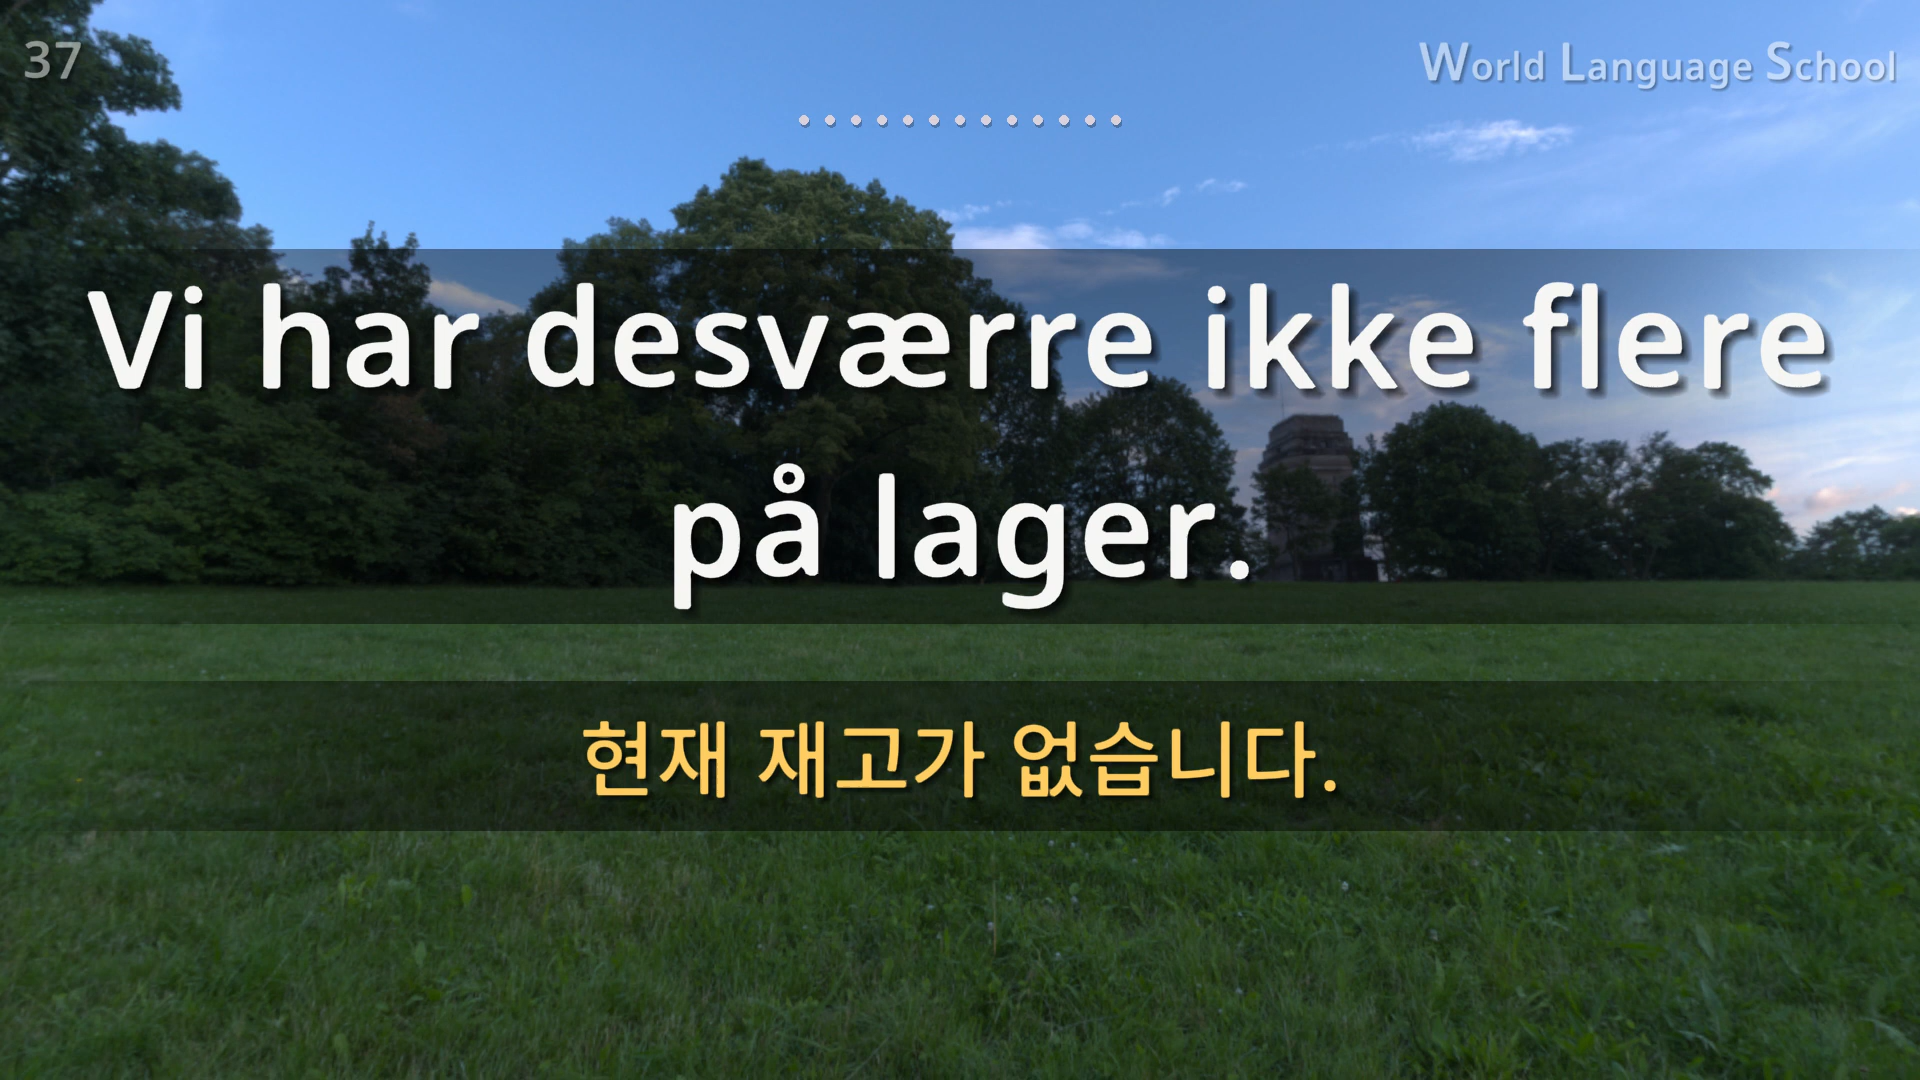 37
World Language School
Vi har desværre ikke flere
på lager.
현재 재고가 없습니다.